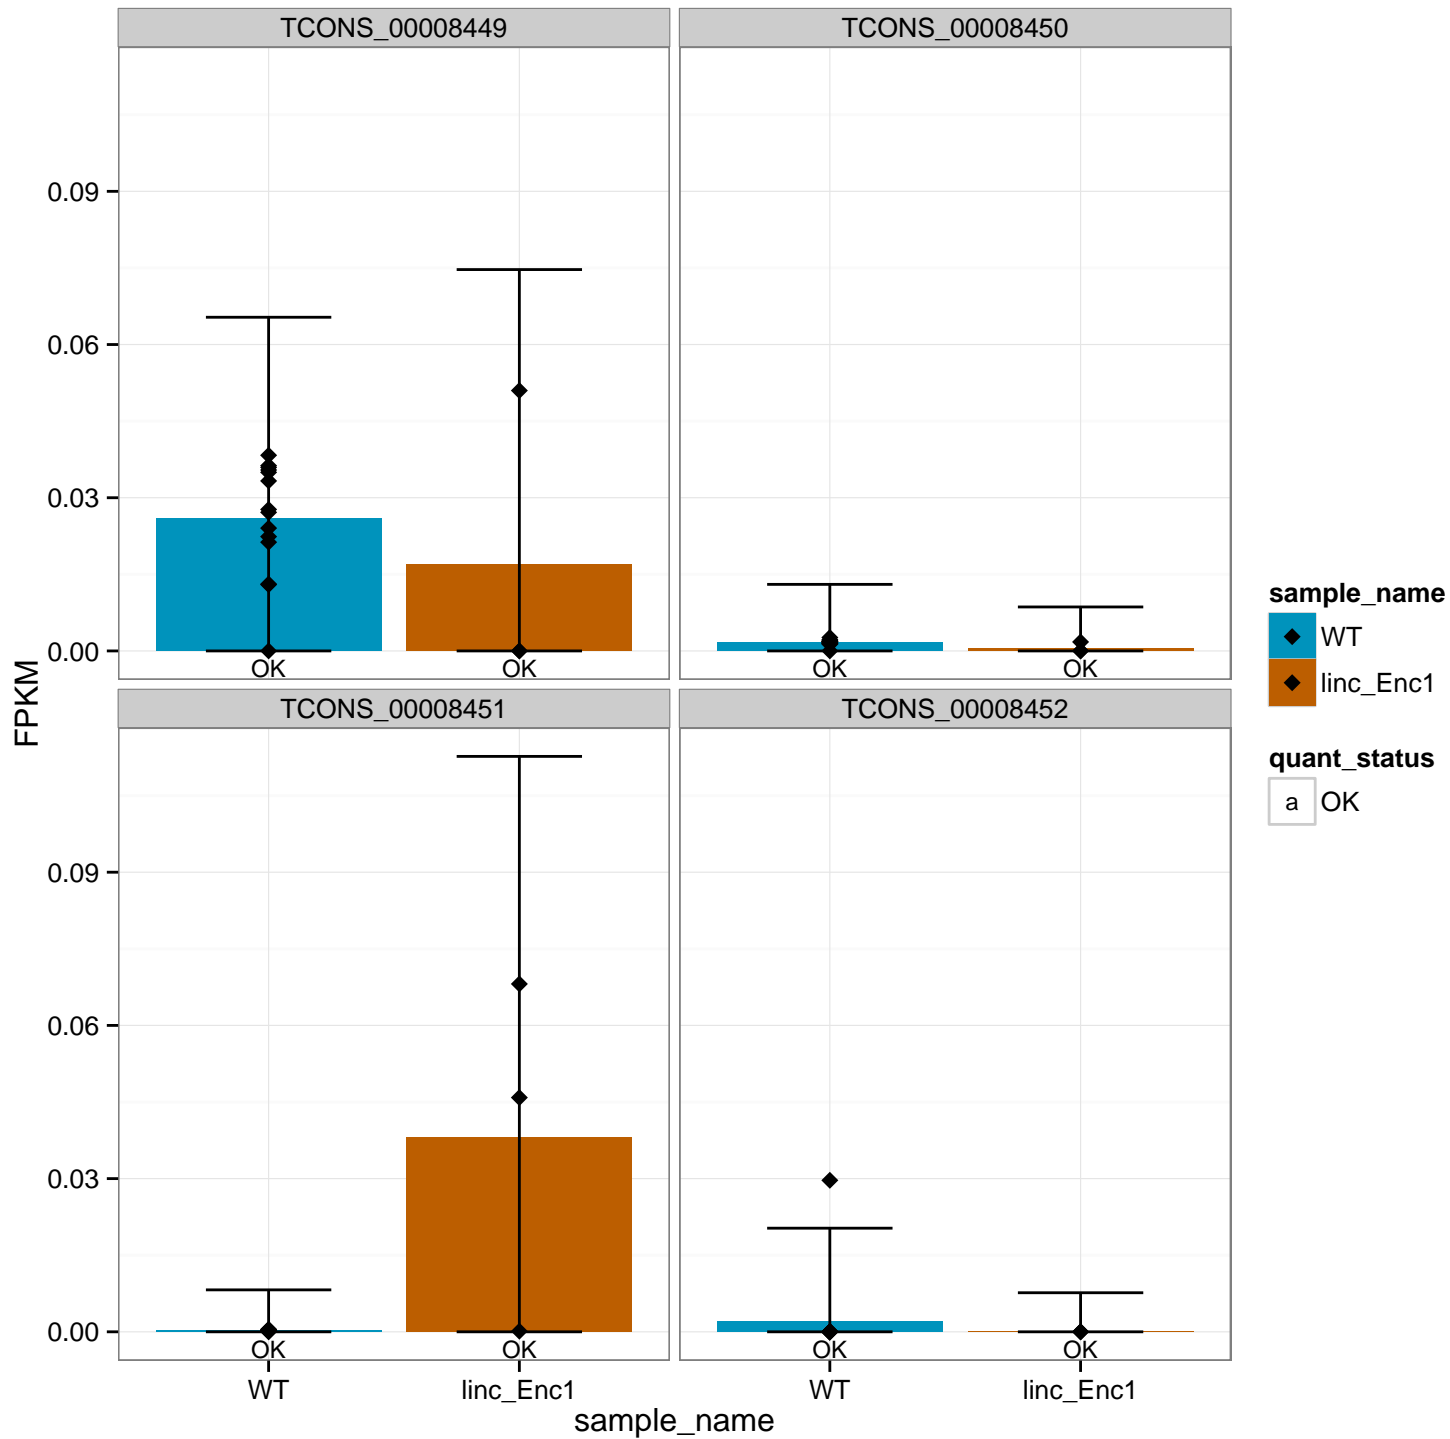 TCONS_00008449
TCONS_00008450
0.09
0.06
0.03
0.00
OK
OK
OK
OK
TCONS_00008451
TCONS_00008452
0.09
0.06
0.03
0.00
OK
OK
OK
OK
WT
linc_Enc1
WT
linc_Enc1
sample_name
FPKM
sample_name
WT
linc_Enc1
quant_status
a
OK